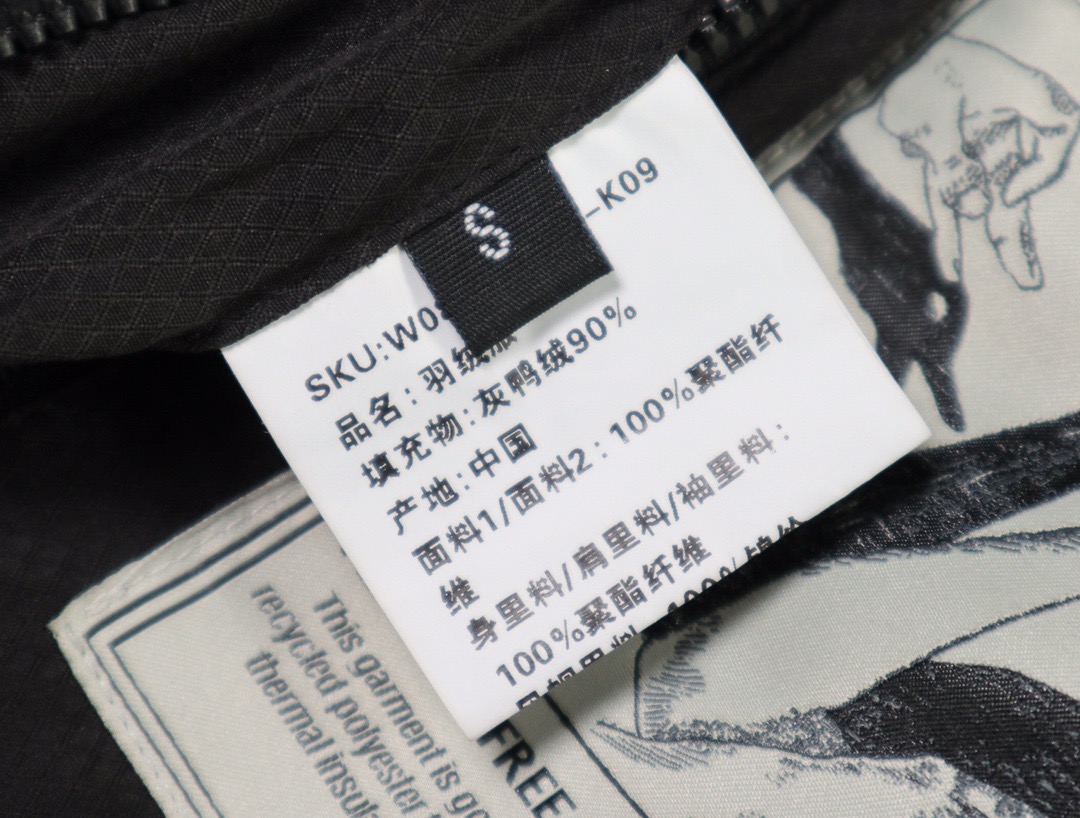 S
_K09
SKU:W0
品名:羽绒服
填充物:灰鸭绒90%
产地:中国
面料1/面料2:100%聚酯纤
维
身里料/肩里料/袖里料:
100%聚酯纤维
100%
This garment is
recycled polyester
thermal
FREE